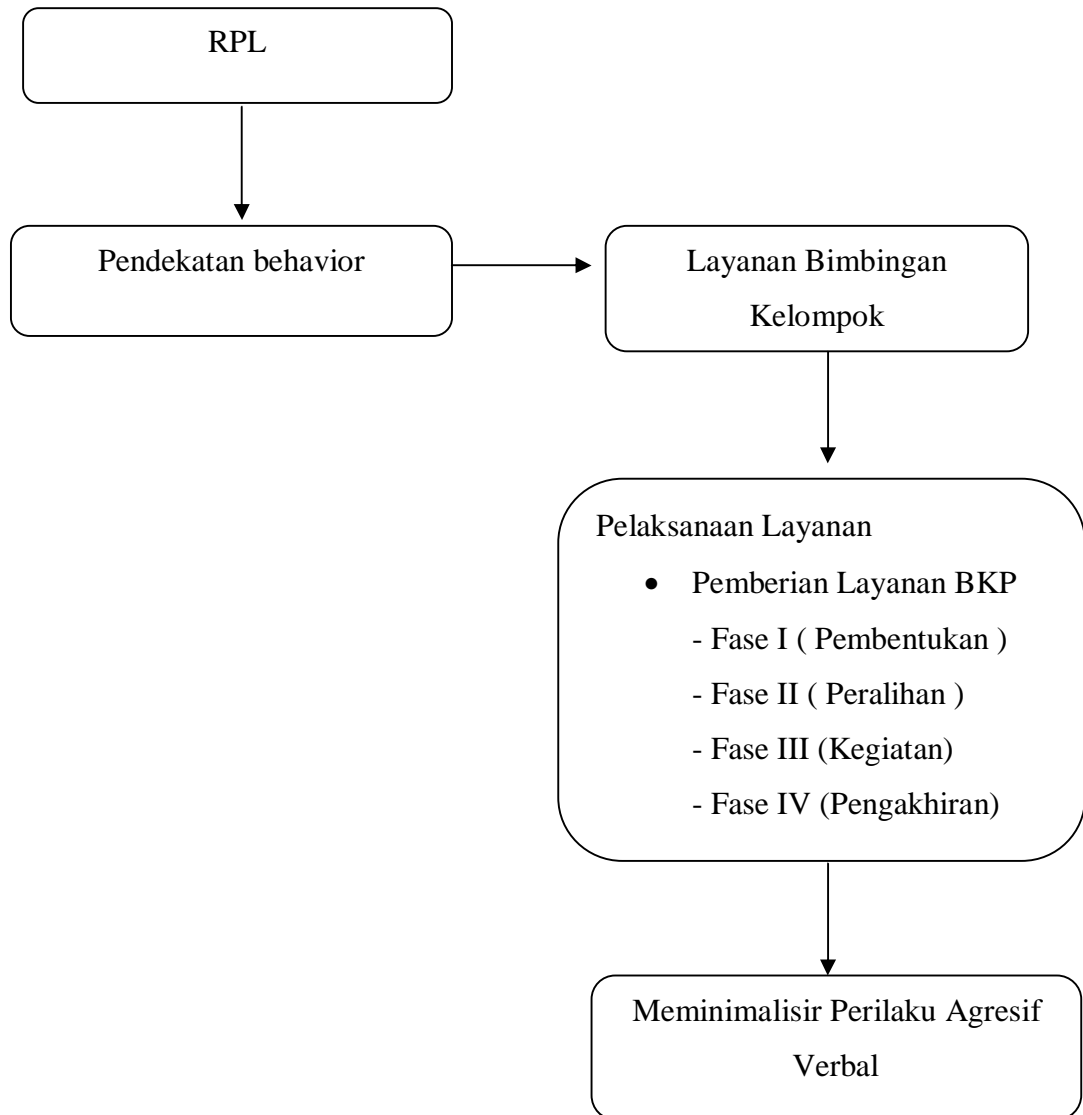 RPL
Pendekatan behavior
Layanan Bimbingan
Kelompok
Pelaksanaan Layanan
• Pemberian Layanan BKP
- Fase I ( Pembentukan )
- Fase II ( Peralihan )
- Fase III (Kegiatan)
- Fase IV (Pengakhiran)
Meminimalisir Perilaku Agresif
Verbal